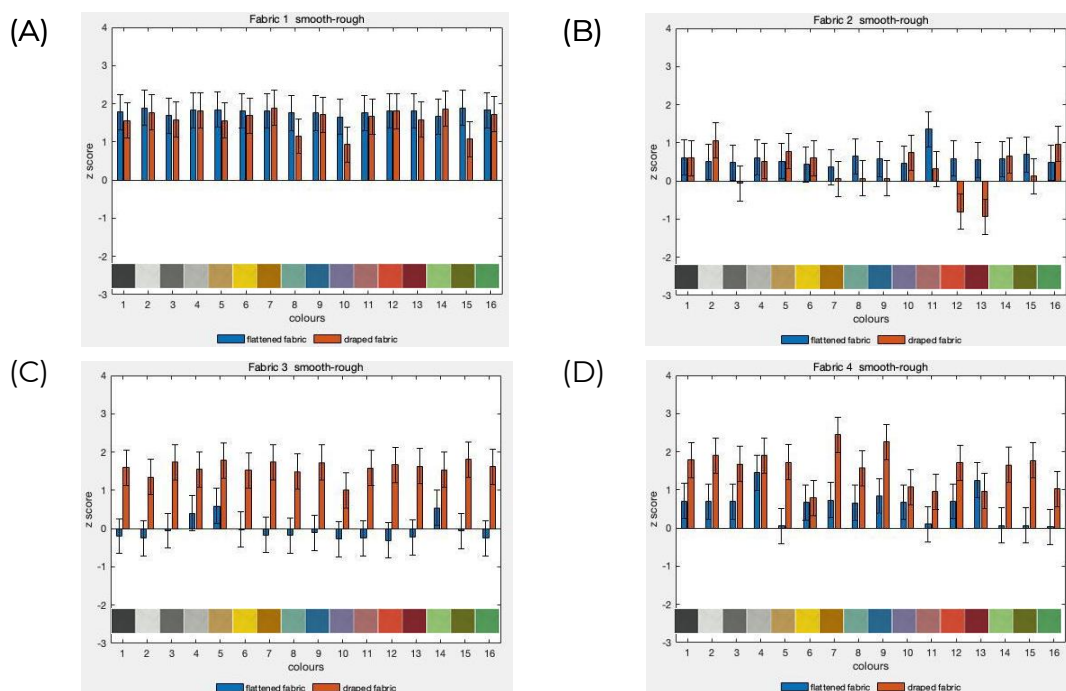 (A)
Fabric 1 smooth-rough
4
3
2
1
0
-1
-2
-3
z score
1 2 3 4 5 6 7 8 9 10 11 12 13 14 15 16
colours
flattened fabric draped fabric
(B)
Fabric 2 smooth-rough
4
3
2
1
0
-1
-2
-3
z score
1 2 3 4 5 6 7 8 9 10 11 12 13 14 15 16
colours
flattened fabric draped fabric
(C)
Fabric 3 smooth-rough
4
3
2
1
0
-1
-2
-3
z score
1 2 3 4 5 6 7 8 9 10 11 12 13 14 15 16
colours
flattened fabric draped fabric
(D)
Fabric 4 smooth-rough
4
3
2
1
0
-1
-2
-3
z score
1 2 3 4 5 6 7 8 9 10 11 12 13 14 15 16
colours
flattened fabric draped fabric